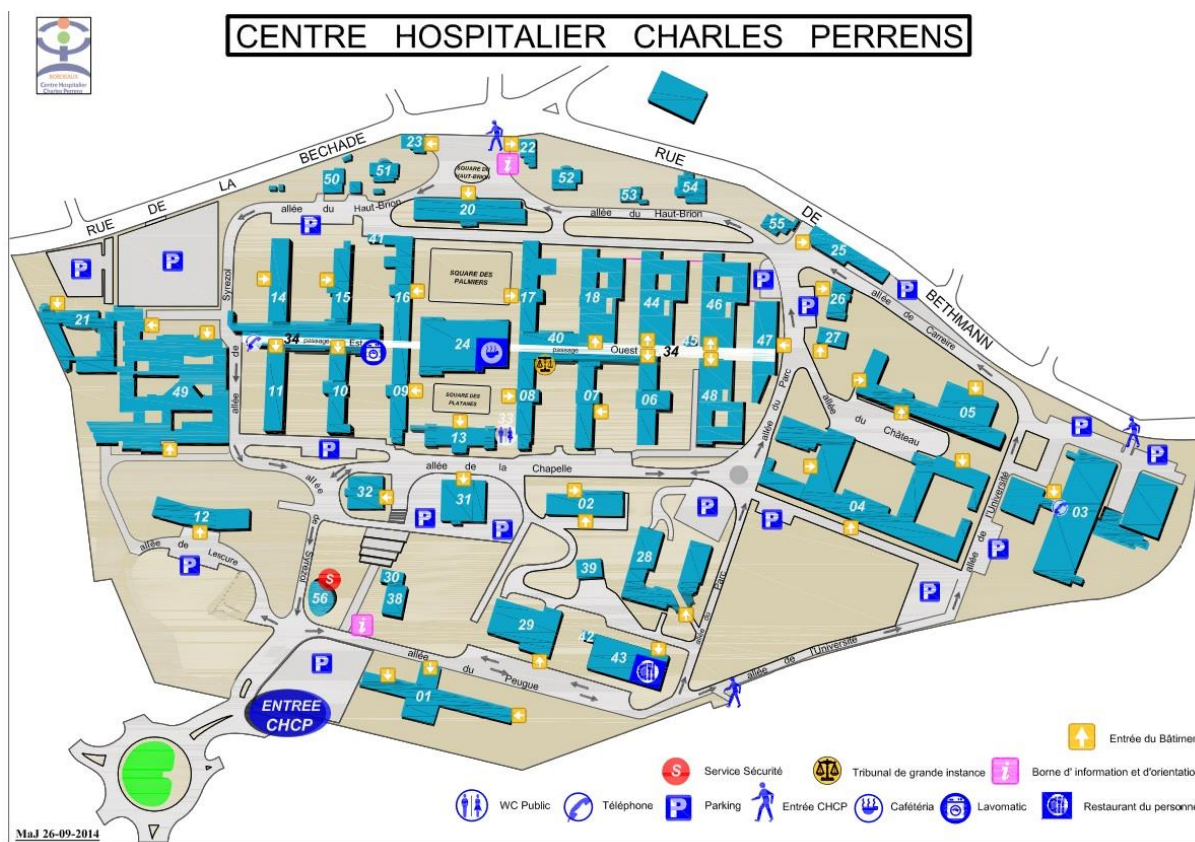 CENTRE HOSPITALIER CHARLES PERRENS
BORDEAUX
Centre Hospitalier
Charles Perrens
RUE DE LA BECHADE
RUE DE BETHMANN
23
22
i
SQUARE DU
HAUT-BRION
51
50
52
53
54
55
allée du Haut-Brion
20
allée du Haut-Brion
P
P
P
25
P
41
SQUARE DES
PALMIERS
14
15
16
17
18
44
46
26
P
allée de Carreire
21
allée de Syrezol
34
passage Est
24
40
passage Ouest
34
45
47
27
49
11
10
09
SQUARE DES
PLATANES
08
07
06
48
allée du Parc
allée du Château
05
33
13
P
allée de la Chapelle
P
P
allée de Syrezol
32
31
P
P
02
P
P
04
03
allée de l'Université
P
12
allée de Lescure
P
S
56
30
38
39
28
allée du Parc
P
i
29
42
43
allée de l'Université
allée du Peugue
P
01
ENTREE
CHCP
Entrée du Bâtimen
S Service Sécurité
Tribunal de grande instance
i Borne d' information et d'orientation
WC Public
Téléphone
P Parking
Entrée CHCP
Cafétéria
Lavomatic
Restaurant du personne
MaJ 26-09-2014